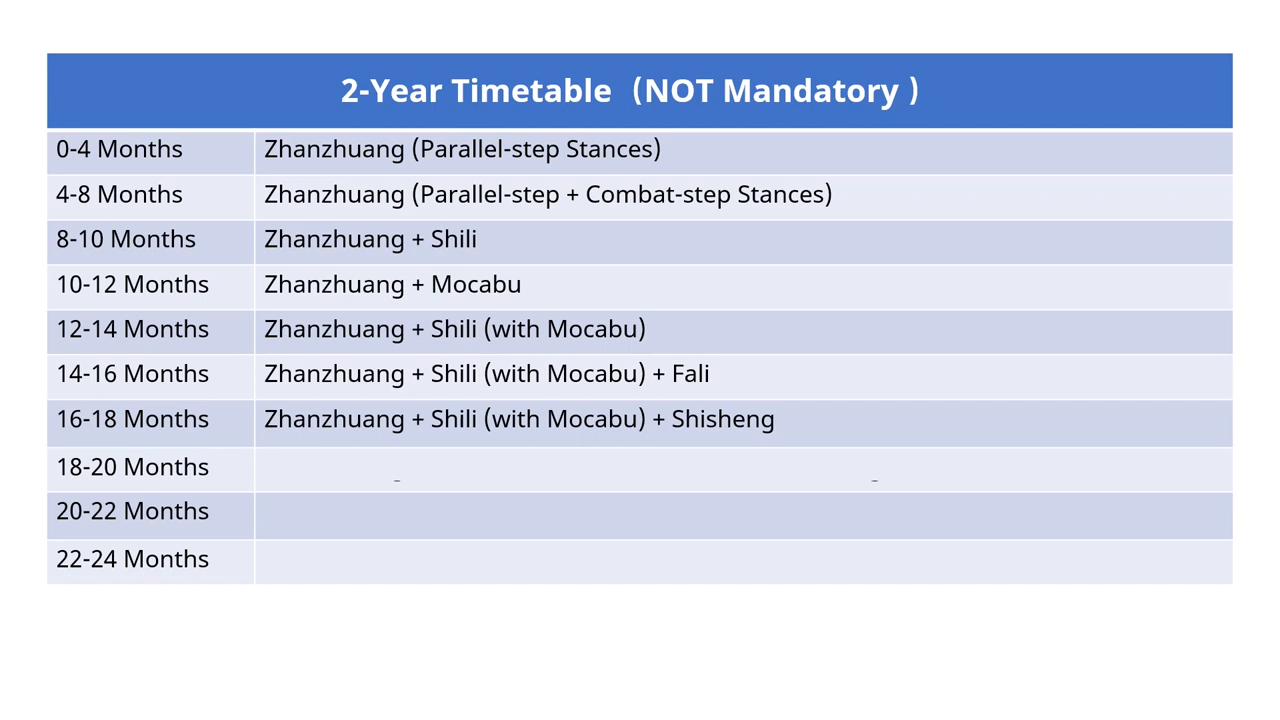 2-Year Timetable（NOT Mandatory ）
0-4 Months Zhanzhuang (Parallel-step Stances)
4-8 Months Zhanzhuang (Parallel-step + Combat-step Stances)
8-10 Months Zhanzhuang + Shili
10-12 Months Zhanzhuang + Mocabu
12-14 Months Zhanzhuang + Shili (with Mocabu)
14-16 Months Zhanzhuang + Shili (with Mocabu) + Fali
16-18 Months Zhanzhuang + Shili (with Mocabu) + Shisheng
18-20 Months
20-22 Months
22-24 Months